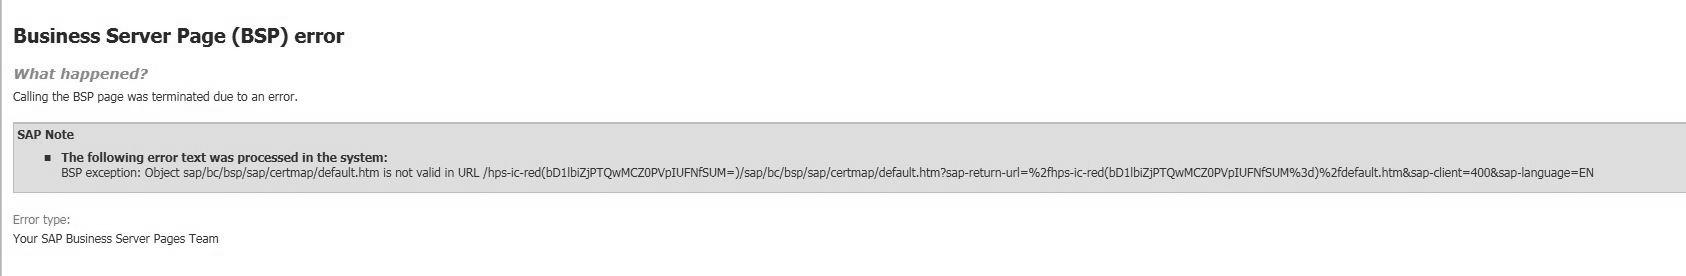 Business Server Page (BSP) error
What happened?
Calling the BSP page was terminated due to an error.
SAP Note
■ The following error text was processed in the system:
BSP exception: Object sap/bc/bsp/sap/certmap/default.htm is not valid in URL /hps-ic-red(bD1lbiZjPTQwMCZ0PVpIUFNfSUM=)/sap/bc/bsp/sap/certmap/default.htm?sap-return-url=%2fhps-ic-red(bD1lbiZjPTQwMCZ0PVpIUFNfSUM%3d)%2fdefault.htm&sap-client=400&sap-language=EN
Error type:
Your SAP Business Server Pages Team